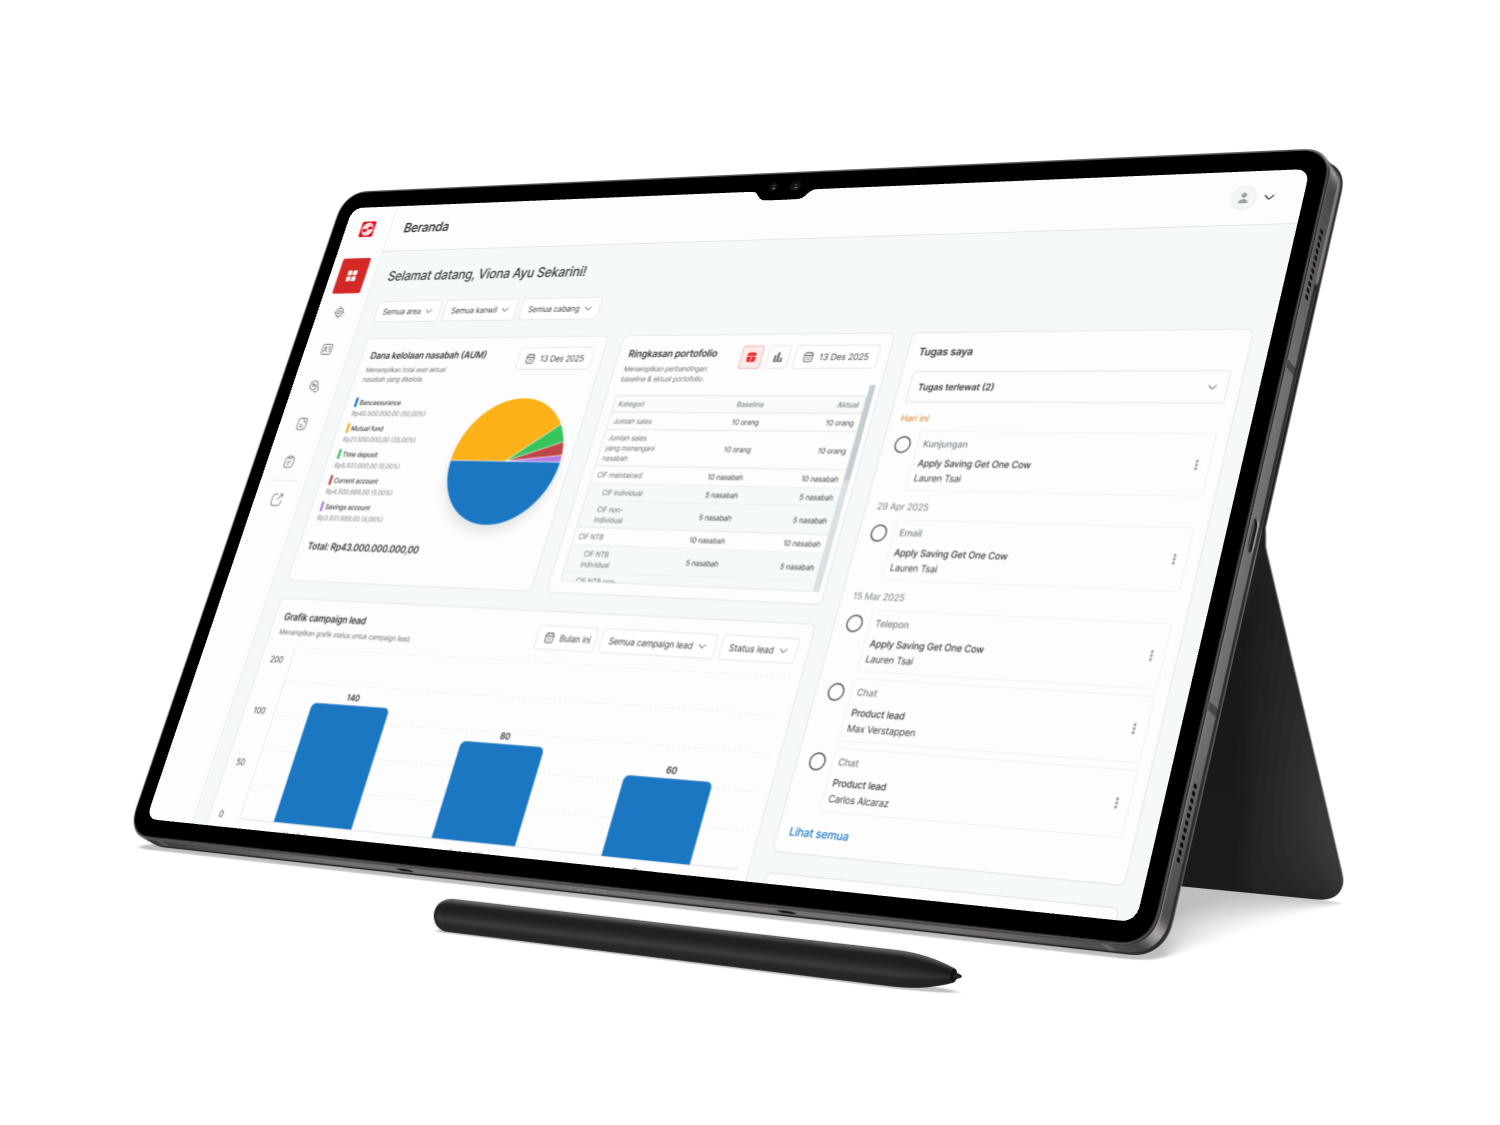 Beranda
Selamat datang, Viona Ayu Sekarini!
Semua area
Semua kanwil
Semua cabang
Dana kelolaan nasabah (AUM)
Menampilkan total aset aktual
nasabah yang dikelola.
13 Des 2025
Bancassurance
Rp40.500.000,00 (50,00%)
Mutual fund
Rp21.500.000,00 (35,00%)
Time deposit
Rp5.831.000,00 (6,00%)
Current account
Rp4.500.689,00 (5,00%)
Savings account
Rp3.831.889,00 (4,00%)
Total: Rp43.000.000.000,00
Ringkasan portofolio
Menampilkan perbandingan
baseline & aktual portofolio.
13 Des 2025
Kategori Baseline Aktual
Jumlah sales 10 orang 10 orang
Jumlah sales
yang menangani 10 orang 10 orang
nasabah
CIF maintained 10 nasabah 10 nasabah
CIF individual 5 nasabah 5 nasabah
CIF non-
individual 5 nasabah 5 nasabah
CIF NTB 10 nasabah 10 nasabah
CIF NTB
individual 5 nasabah 5 nasabah
CIF NTB non-
Tugas saya
Tugas terlewat (2)
Hari ini
Kunjungan
Apply Saving Get One Cow
Lauren Tsai
29 Apr 2025
Email
Apply Saving Get One Cow
Lauren Tsai
15 Mar 2025
Telepon
Apply Saving Get One Cow
Lauren Tsai
Chat
Product lead
Max Verstappen
Chat
Product lead
Carlos Alcaraz
Lihat semua
Grafik campaign lead
Menampilkan grafik status untuk campaign lead.
Bulan ini
Semua campaign lead
Status lead
200
100
50
0
140
80
60